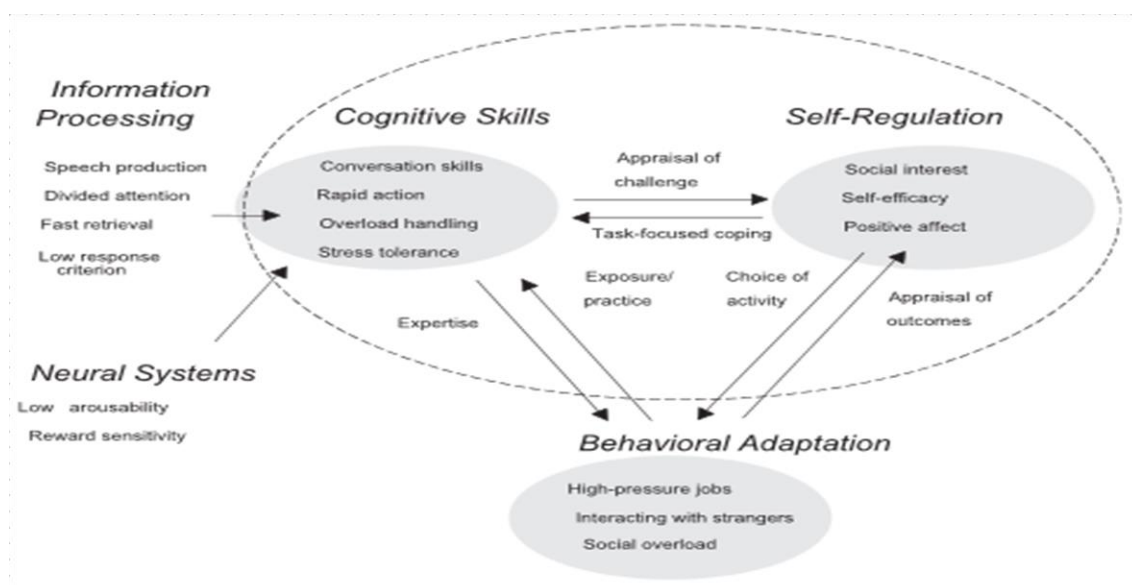 Information
Processing
Speech production
Divided attention
Fast retrieval
Low response
criterion
Neural Systems
Low arousability
Reward sensitivity
Cognitive Skills
Conversation skills
Rapid action
Overload handling
Stress tolerance
Appraisal of
challenge
Task-focused coping
Self-Regulation
Social interest
Self-efficacy
Positive affect
Expertise
Exposure/
practice
Choice of
activity
Appraisal of
outcomes
Behavioral Adaptation
High-pressure jobs
Interacting with strangers
Social overload